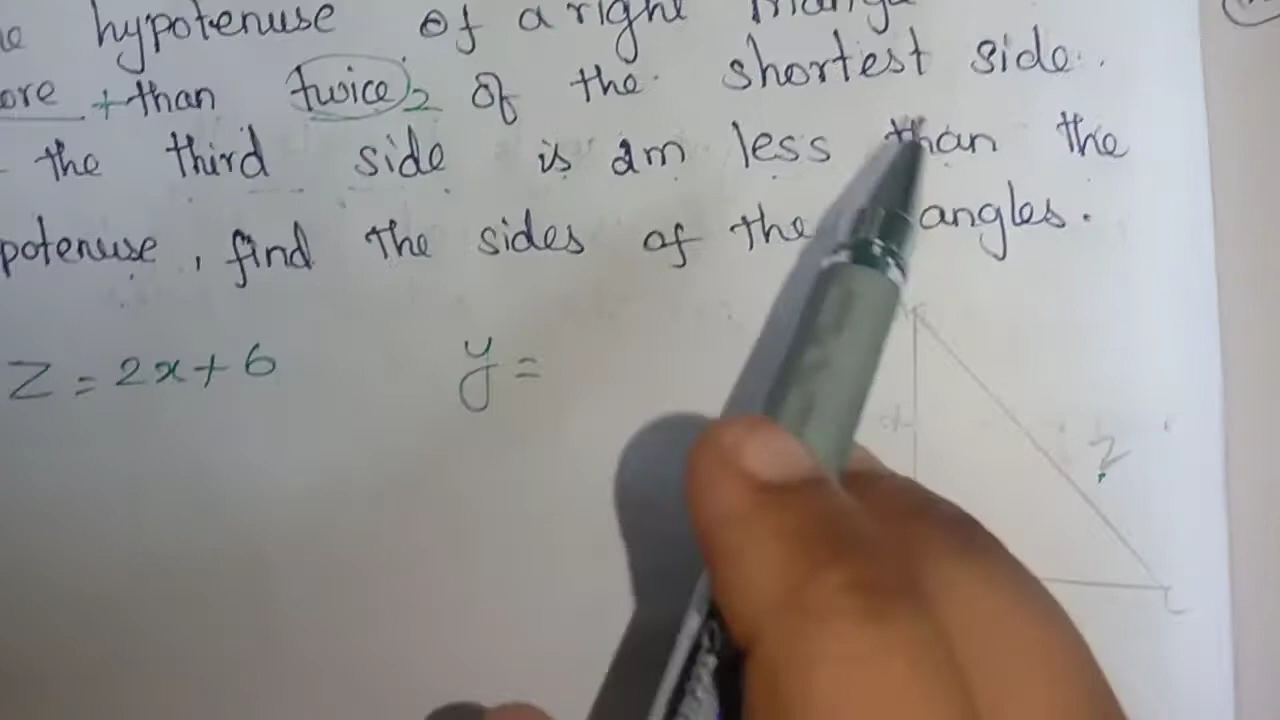 hypotenuse of a right
ore + than twice 2 of the shortest side.
the third side is 2m less than the
potenuse, find the sides of the angles.
Z = 2x + 6 y =
x
Z